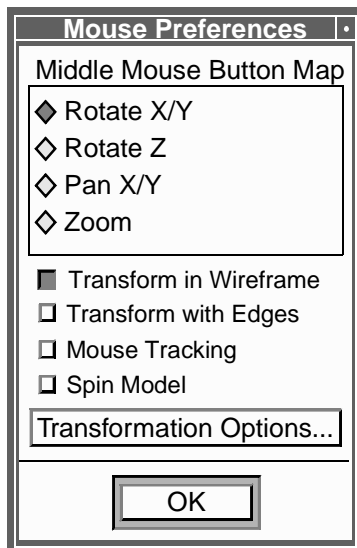 Mouse Preferences
Middle Mouse Button Map
Rotate X/Y
Rotate Z
Pan X/Y
Zoom
Transform in Wireframe
Transform with Edges
Mouse Tracking
Spin Model
Transformation Options...
OK